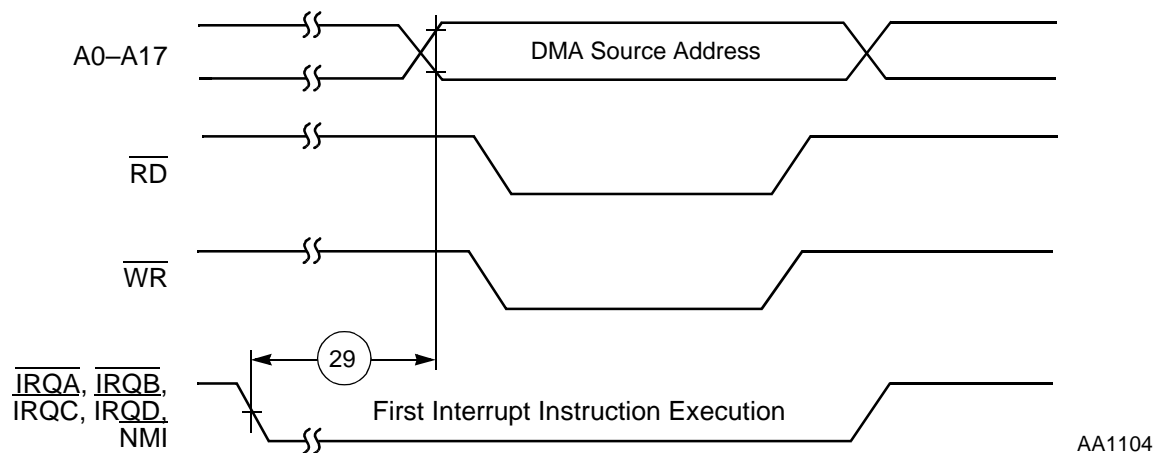 A0–A17
DMA Source Address
RD
WR
29
IRQA, IRQB,
IRQC, IRQD,
NMI
First Interrupt Instruction Execution
AA1104